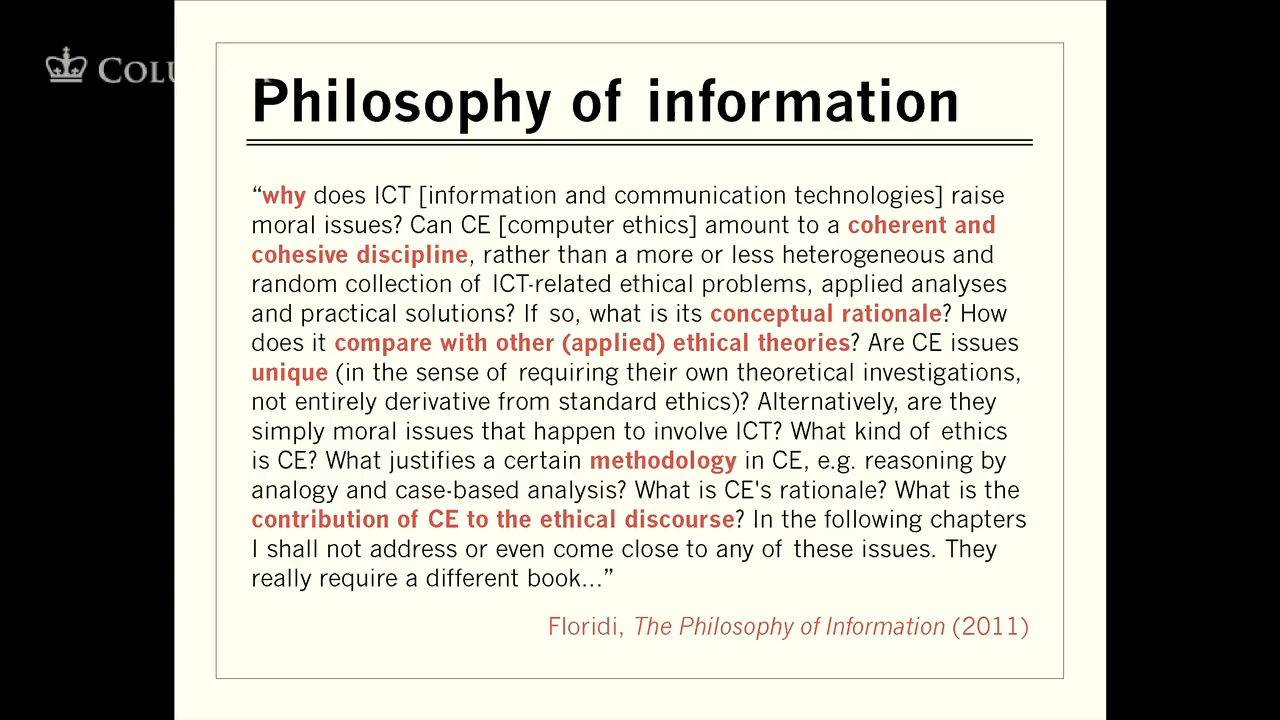 COLU
Philosophy of information
“why does ICT [information and communication technologies] raise
moral issues? Can CE [computer ethics] amount to a coherent and
cohesive discipline, rather than a more or less heterogeneous and
random collection of ICT-related ethical problems, applied analyses
and practical solutions? If so, what is its conceptual rationale? How
does it compare with other (applied) ethical theories? Are CE issues
unique (in the sense of requiring their own theoretical investigations,
not entirely derivative from standard ethics)? Alternatively, are they
simply moral issues that happen to involve ICT? What kind of ethics
is CE? What justifies a certain methodology in CE, e.g. reasoning by
analogy and case-based analysis? What is CE's rationale? What is the
contribution of CE to the ethical discourse? In the following chapters
I shall not address or even come close to any of these issues. They
really require a different book...”
Floridi, The Philosophy of Information (2011)